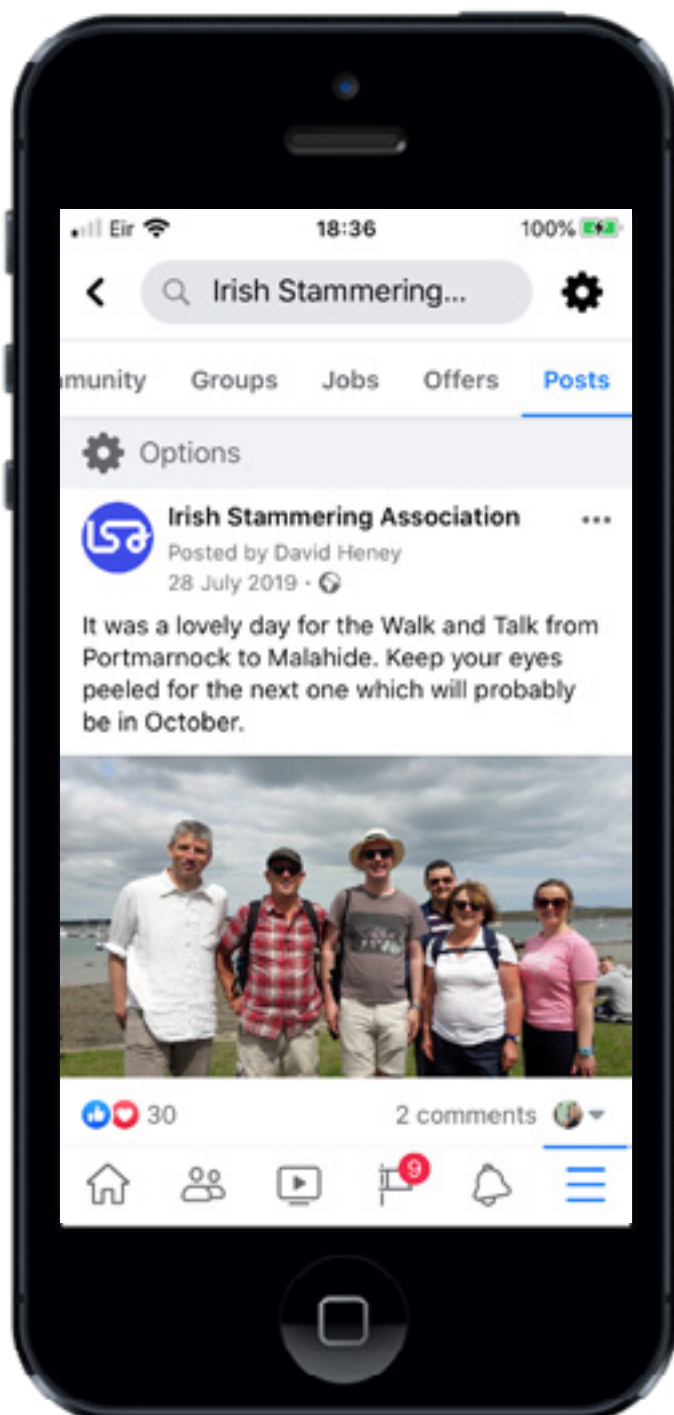 Eir 18:36 100%
Irish Stammering...
mmunity Groups Jobs Offers Posts
Options
ISA
Irish Stammering Association
Posted by David Heney
28 July 2019 ·
It was a lovely day for the Walk and Talk from
Portmarnock to Malahide. Keep your eyes
peeled for the next one which will probably
be in October.
30 2 comments
9